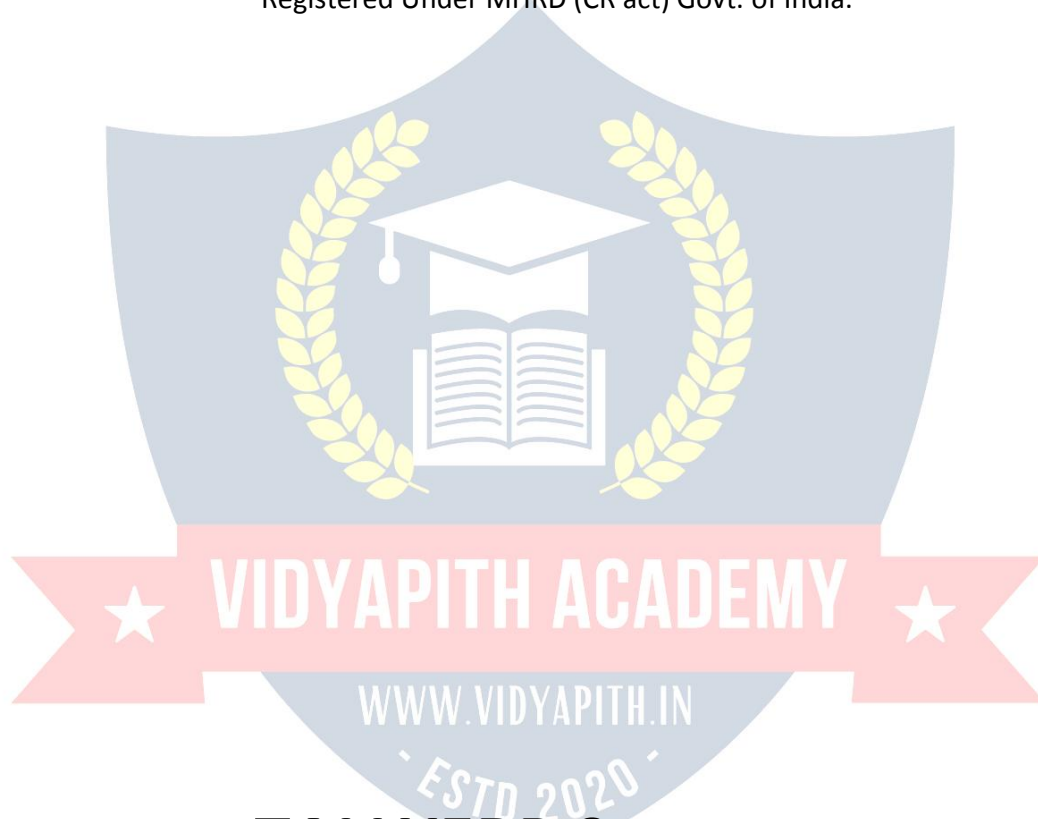 Registered Under MHRD (CR act) Govt. of India.
VIDYAPITH ACADEMY
WWW.VIDYAPITH.IN
- ESTD 2020 -